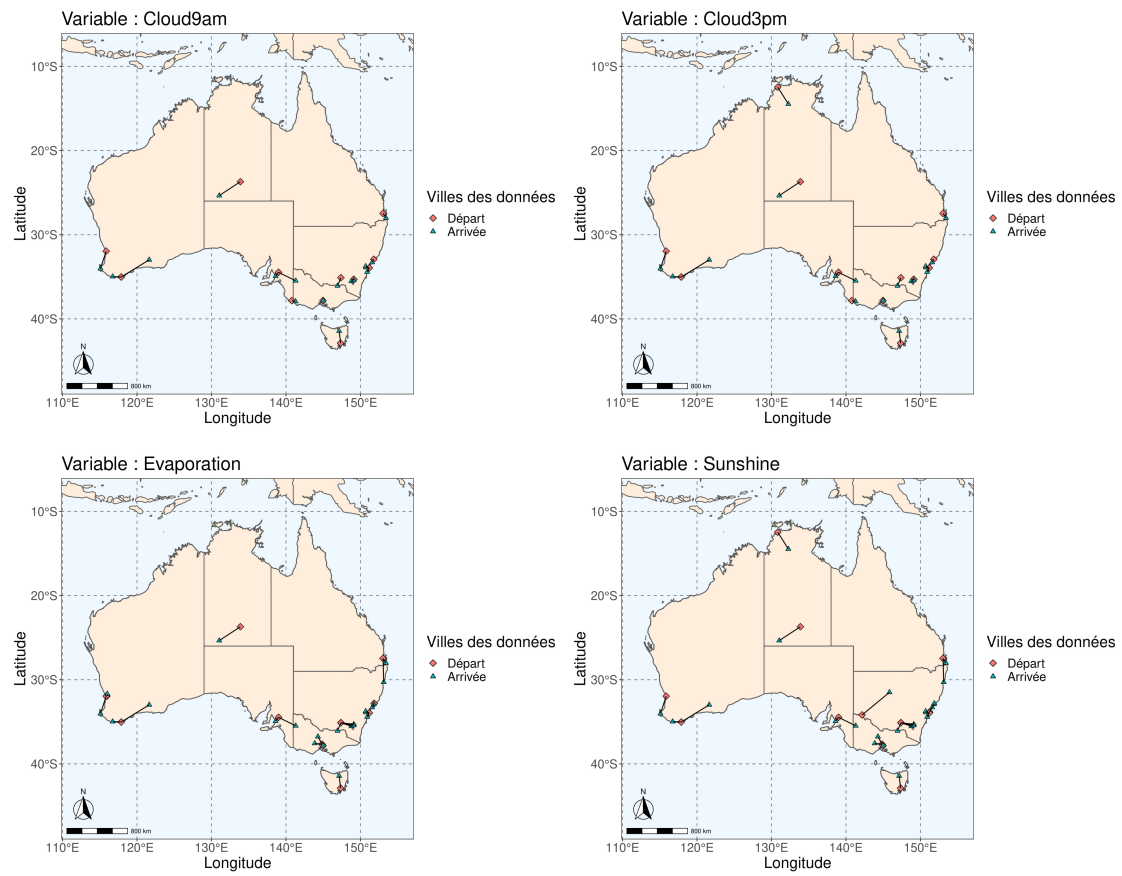 Variable : Cloud9am
10°S
20°S
30°S
40°S
Latitude
N
800 km
110°E 120°E 130°E 140°E 150°E
Longitude
Villes des données
Départ
Arrivée
Variable : Cloud3pm
10°S
20°S
30°S
40°S
Latitude
N
800 km
110°E 120°E 130°E 140°E 150°E
Longitude
Villes des données
Départ
Arrivée
Variable : Evaporation
10°S
20°S
30°S
40°S
Latitude
N
800 km
110°E 120°E 130°E 140°E 150°E
Longitude
Villes des données
Départ
Arrivée
Variable : Sunshine
10°S
20°S
30°S
40°S
Latitude
N
800 km
110°E 120°E 130°E 140°E 150°E
Longitude
Villes des données
Départ
Arrivée